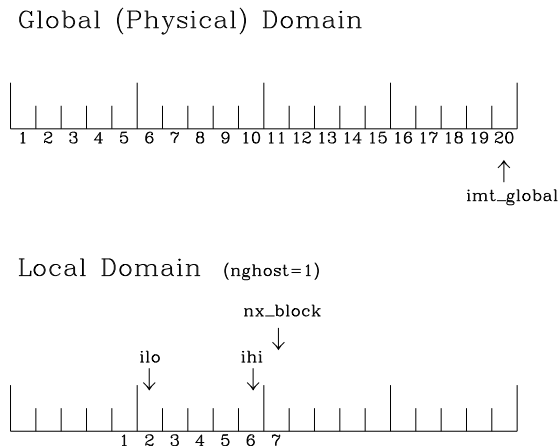 Global (Physical) Domain
1 2 3 4 5 6 7 8 9 10 11 12 13 14 15 16 17 18 19 20
imt_global
Local Domain (nghost=1)
nx_block
ilo ihi
1 2 3 4 5 6 7